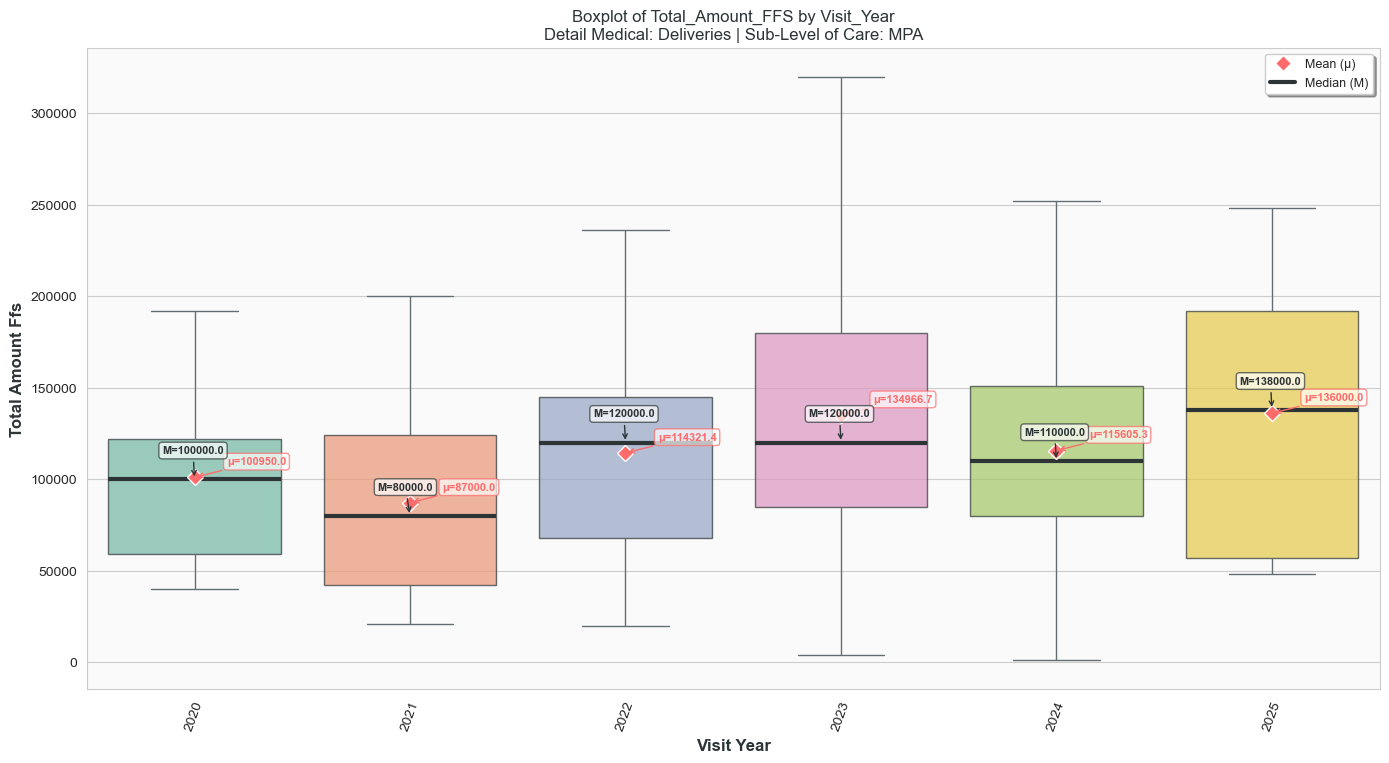 Boxplot of Total_Amount_FFS by Visit_Year
Detail Medical: Deliveries | Sub-Level of Care: MPA
Mean (μ)
Median (M)
Total Amount Ffs
300000
250000
200000
150000
100000
50000
0
M=100000.0
μ=100950.0
M=80000.0
μ=87000.0
M=120000.0
μ=114321.4
M=120000.0
μ=134966.7
M=110000.0
μ=115605.3
M=138000.0
μ=136000.0
2020
2021
2022
2023
2024
2025
Visit Year